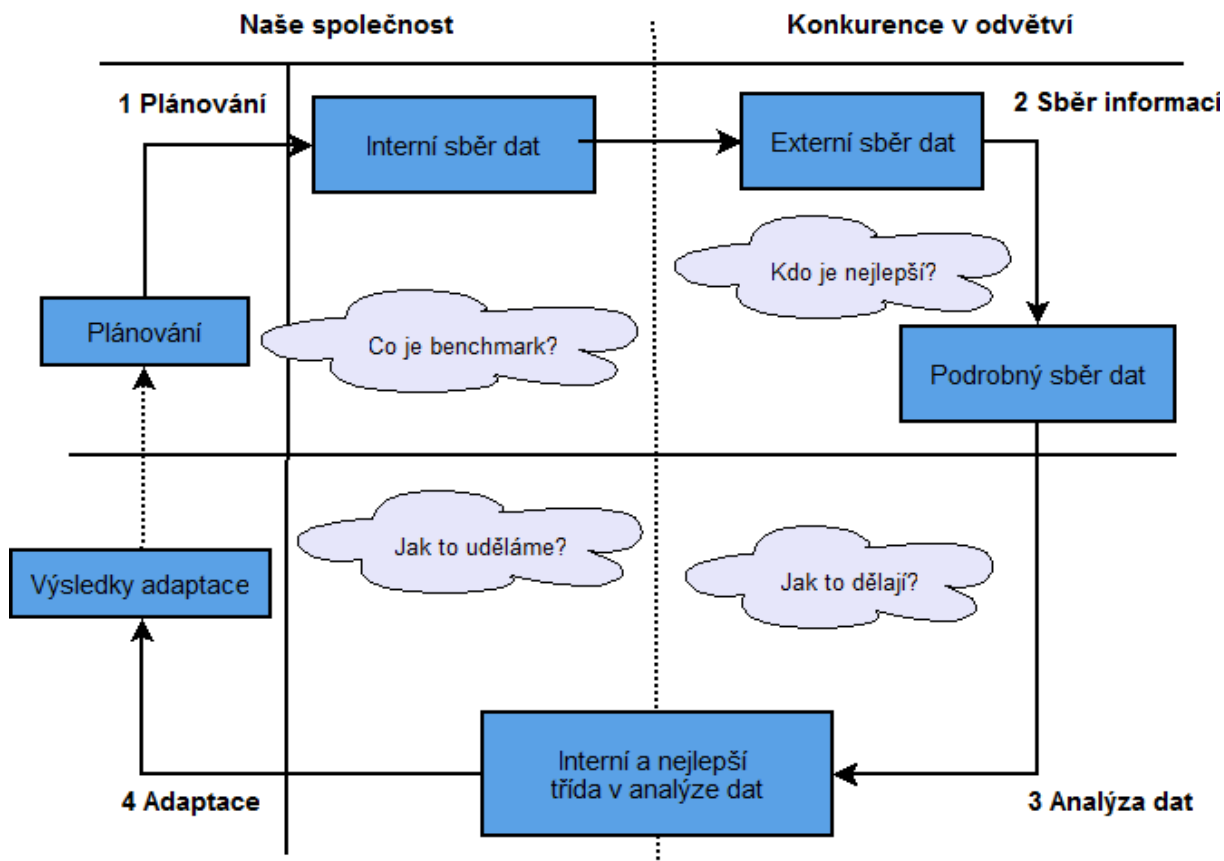 Naše společnost
Konkurence v odvětví
1 Plánování
2 Sběr informací
Interní sběr dat
Externí sběr dat
Kdo je nejlepší?
Plánování
Co je benchmark?
Podrobný sběr dat
Jak to uděláme?
Výsledky adaptace
Jak to dělají?
Interní a nejlepší
třída v analýze dat
4 Adaptace
3 Analýza dat